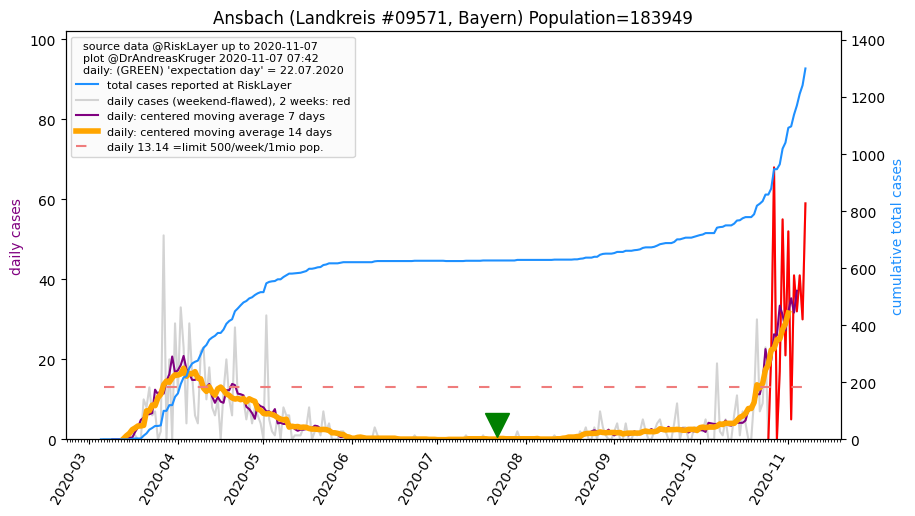 Ansbach (Landkreis #09571, Bayern) Population=183949
source data @RiskLayer up to 2020-11-07
plot @DrAndreasKruger 2020-11-07 07:42
daily: (GREEN) 'expectation day' = 22.07.2020
total cases reported at RiskLayer
daily cases (weekend-flawed), 2 weeks: red
daily: centered moving average 7 days
daily: centered moving average 14 days
daily 13.14 =limit 500/week/1mio pop.
daily cases
100
80
60
40
20
0
cumulative total cases
1400
1200
1000
800
600
400
200
0
2020-03
2020-04
2020-05
2020-06
2020-07
2020-08
2020-09
2020-10
2020-11